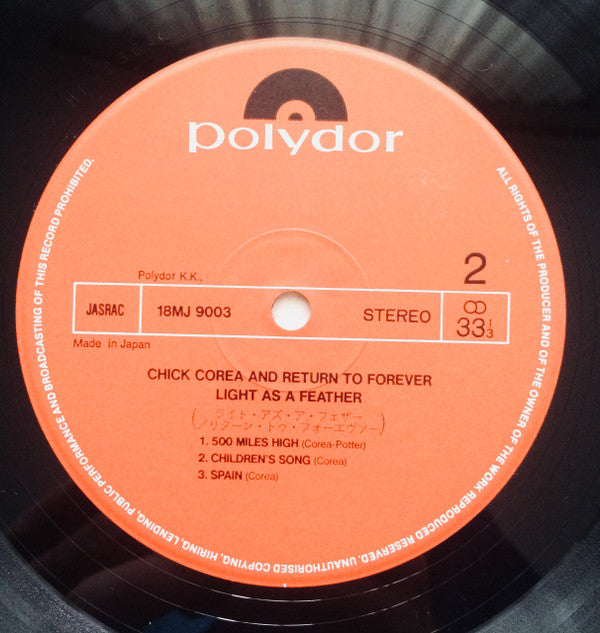 polydor
Polydor K.K.,
2
JASRAC
18MJ 9003
STEREO
33⅓
Made in Japan
CHICK COREA AND RETURN TO FOREVER
LIGHT AS A FEATHER
(ライト・アズ・ア・フェザー
／リターン・トゥ・フォーエヴァー)
1. 500 MILES HIGH (Corea-Potter)
2. CHILDREN'S SONG (Corea)
3. SPAIN (Corea)
ALL RIGHTS OF THE PRODUCER AND OF THE OWNER OF THE WORK REPRODUCED RESERVED. UNAUTHORISED COPYING, HIRING, LENDING, PUBLIC PERFORMANCE AND BROADCASTING OF THIS RECORD PROHIBITED.